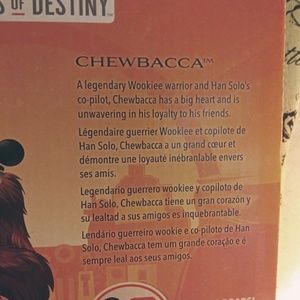 S OF DESTINY™
CHEWBACCA™
A legendary Wookiee warrior and Han Solo's
co-pilot, Chewbacca has a big heart and is
unwavering in his loyalty to his friends.
Légendaire guerrier Wookiee et copilote de
Han Solo, Chewbacca a un grand cœur et
démontre une loyauté inébranlable envers
ses amis.
Legendario guerrero wookiee y copiloto de
Han Solo, Chewbacca tiene un gran corazón y
su lealtad a sus amigos es inquebrantable.
Lendário guerreiro wookie e co-piloto de Han
Solo, Chewbacca tem um grande coração e é
sempre leal aos seus amigos.